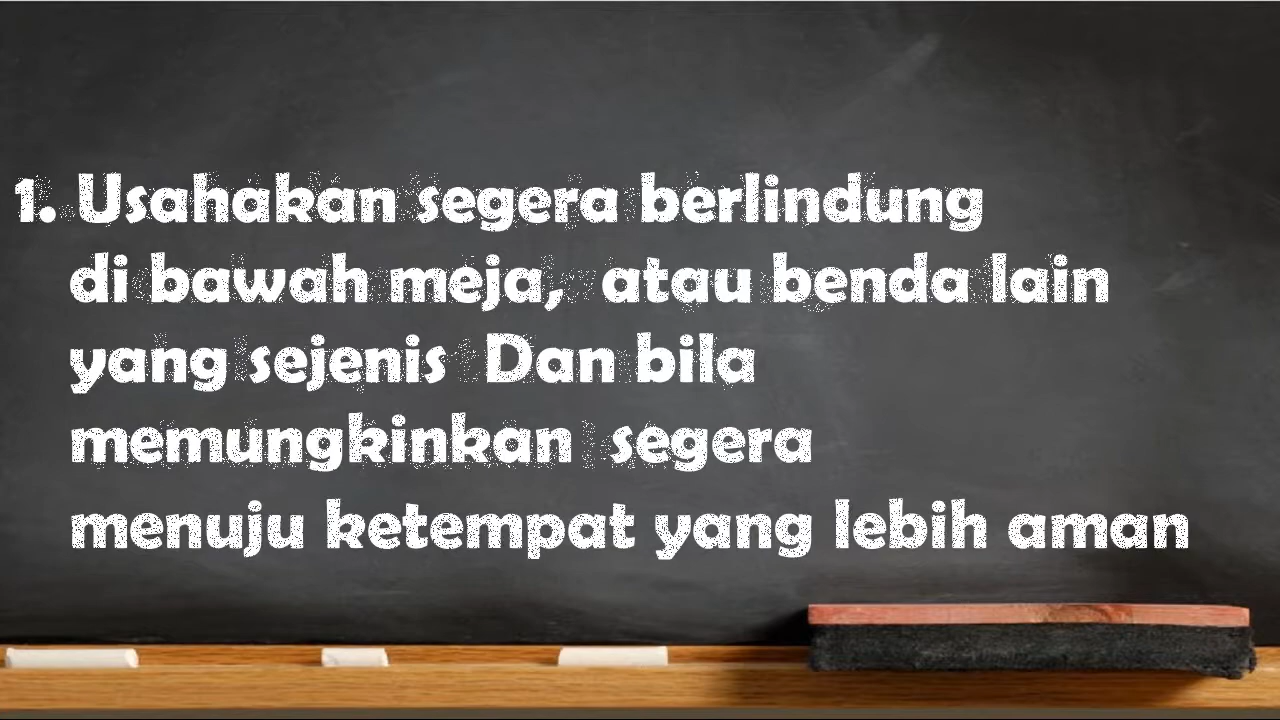 1. Usahakan segera berlindung
di bawah meja, atau benda lain
yang sejenis Dan bila
memungkinkan segera
menuju ketempat yang lebih aman